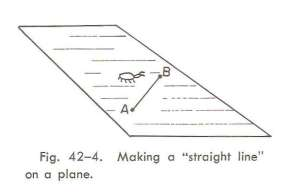 B
A
Fig. 42–4. Making a "straight line"
on a plane.